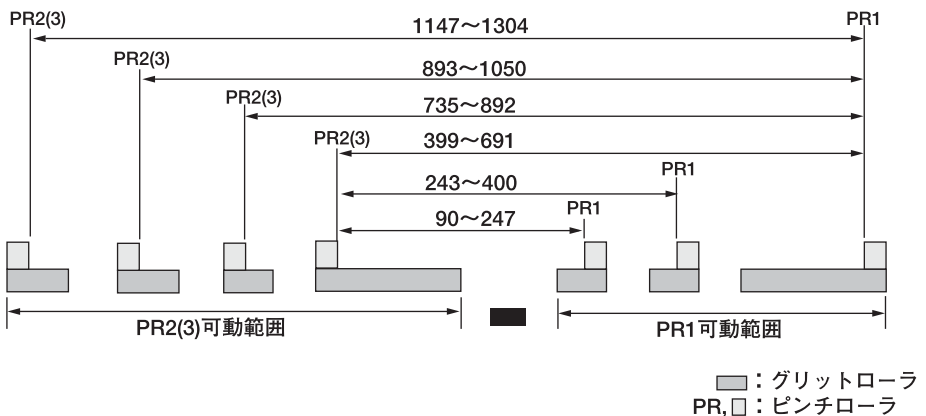 PR2(3)
PR1
1147～1304
PR2(3)
893～1050
PR2(3)
735～892
PR2(3)
399～691
PR1
243～400
PR1
90～247
PR2(3)可動範囲
PR1可動範囲
：グリットローラ
PR, ：ピンチローラ